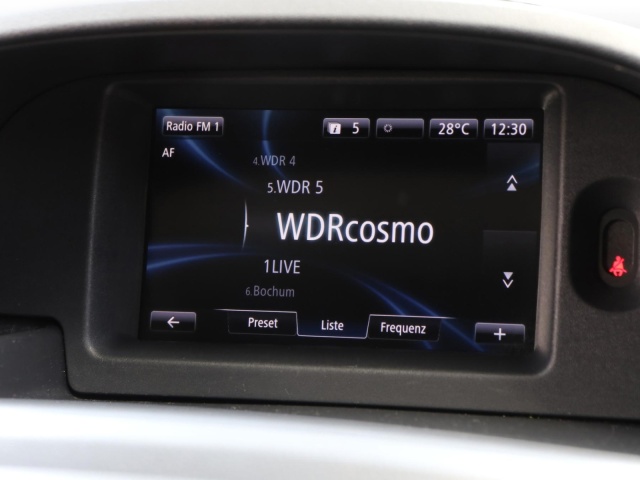 Radio FM 1
i 5
28°C
12:30
AF
4.WDR 4
5.WDR 5
WDRcosmo
1LIVE
6.Bochum
Preset
Liste
Frequenz